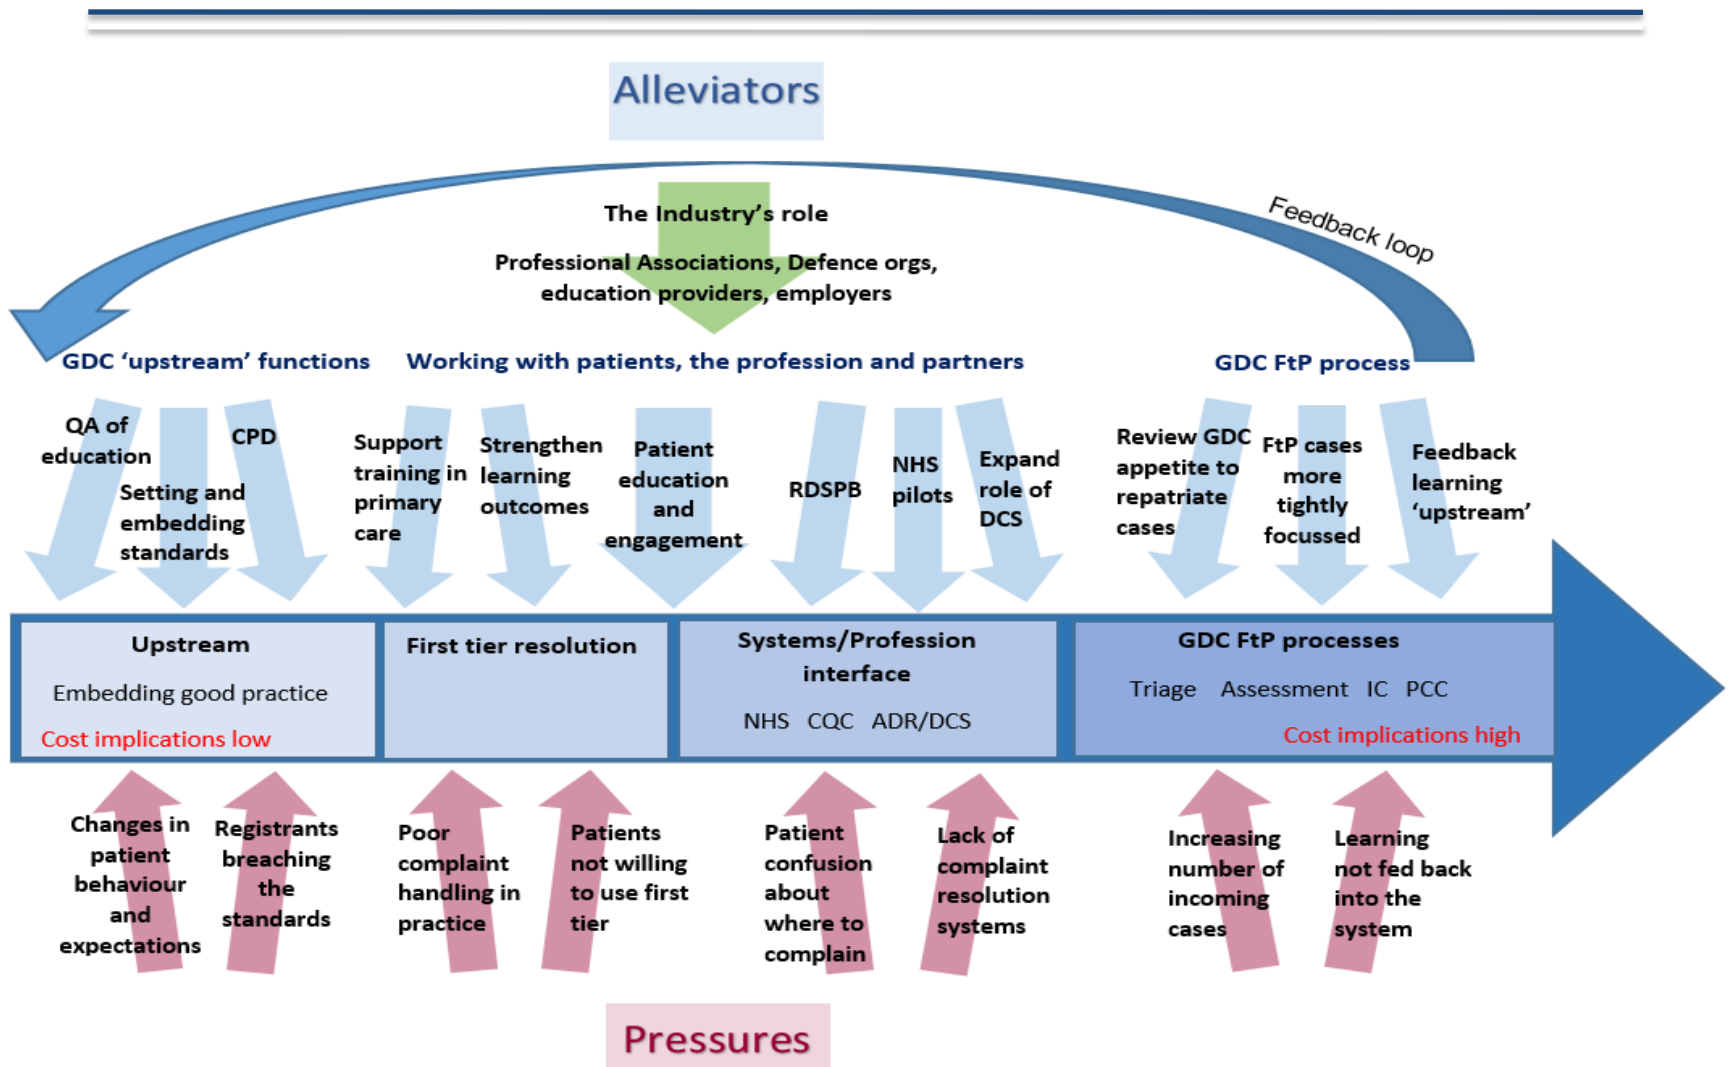 Alleviators
The Industry's role
Professional Associations, Defence orgs,
education providers, employers
Feedback loop
GDC ‘upstream’ functions
Working with patients, the profession and partners
GDC FtP process
QA of
education
Setting and
embedding
standards
CPD
Support
training in
primary
care
Strengthen
learning
outcomes
Patient
education
and
engagement
RDSPB
NHS
pilots
Expand
role of
DCS
Review GDC
appetite to
repatriate
cases
FtP cases
more
tightly
focussed
Feedback
learning
‘upstream’
Upstream
Embedding good practice
Cost implications low
First tier resolution
Systems/Profession
interface
NHS CQC ADR/DCS
GDC FtP processes
Triage Assessment IC PCC
Cost implications high
Changes in
patient
behaviour
and
expectations
Registrants
breaching
the
standards
Poor
complaint
handling in
practice
Patients
not willing
to use first
tier
Patient
confusion
about
where to
complain
Lack of
complaint
resolution
systems
Increasing
number of
incoming
cases
Learning
not fed back
into the
system
Pressures